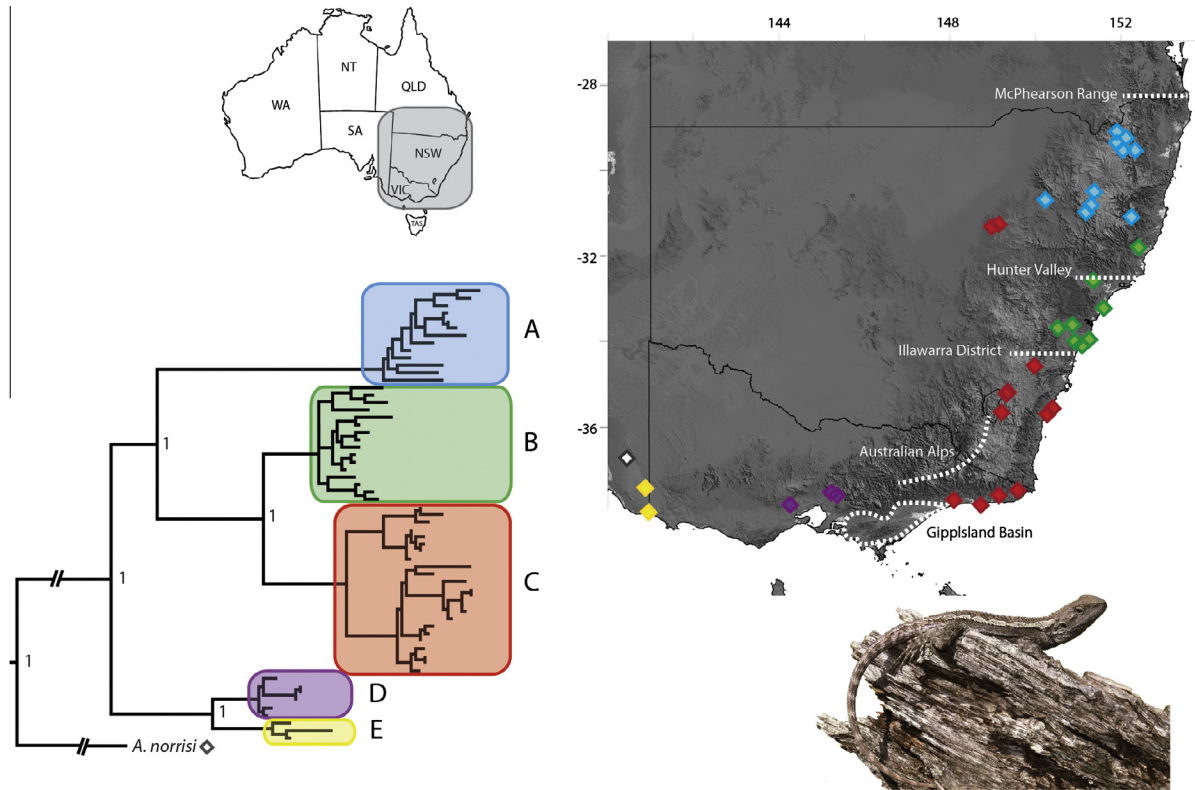 WA
NT
QLD
SA
NSW
VIC
TAS
144
148
152
-28
-32
-36
McPhearson Range
Hunter Valley
Illawarra District
Australian Alps
GipplsIand Basin
A
B
C
D
E
1
1
1
1
1
A. norrisi